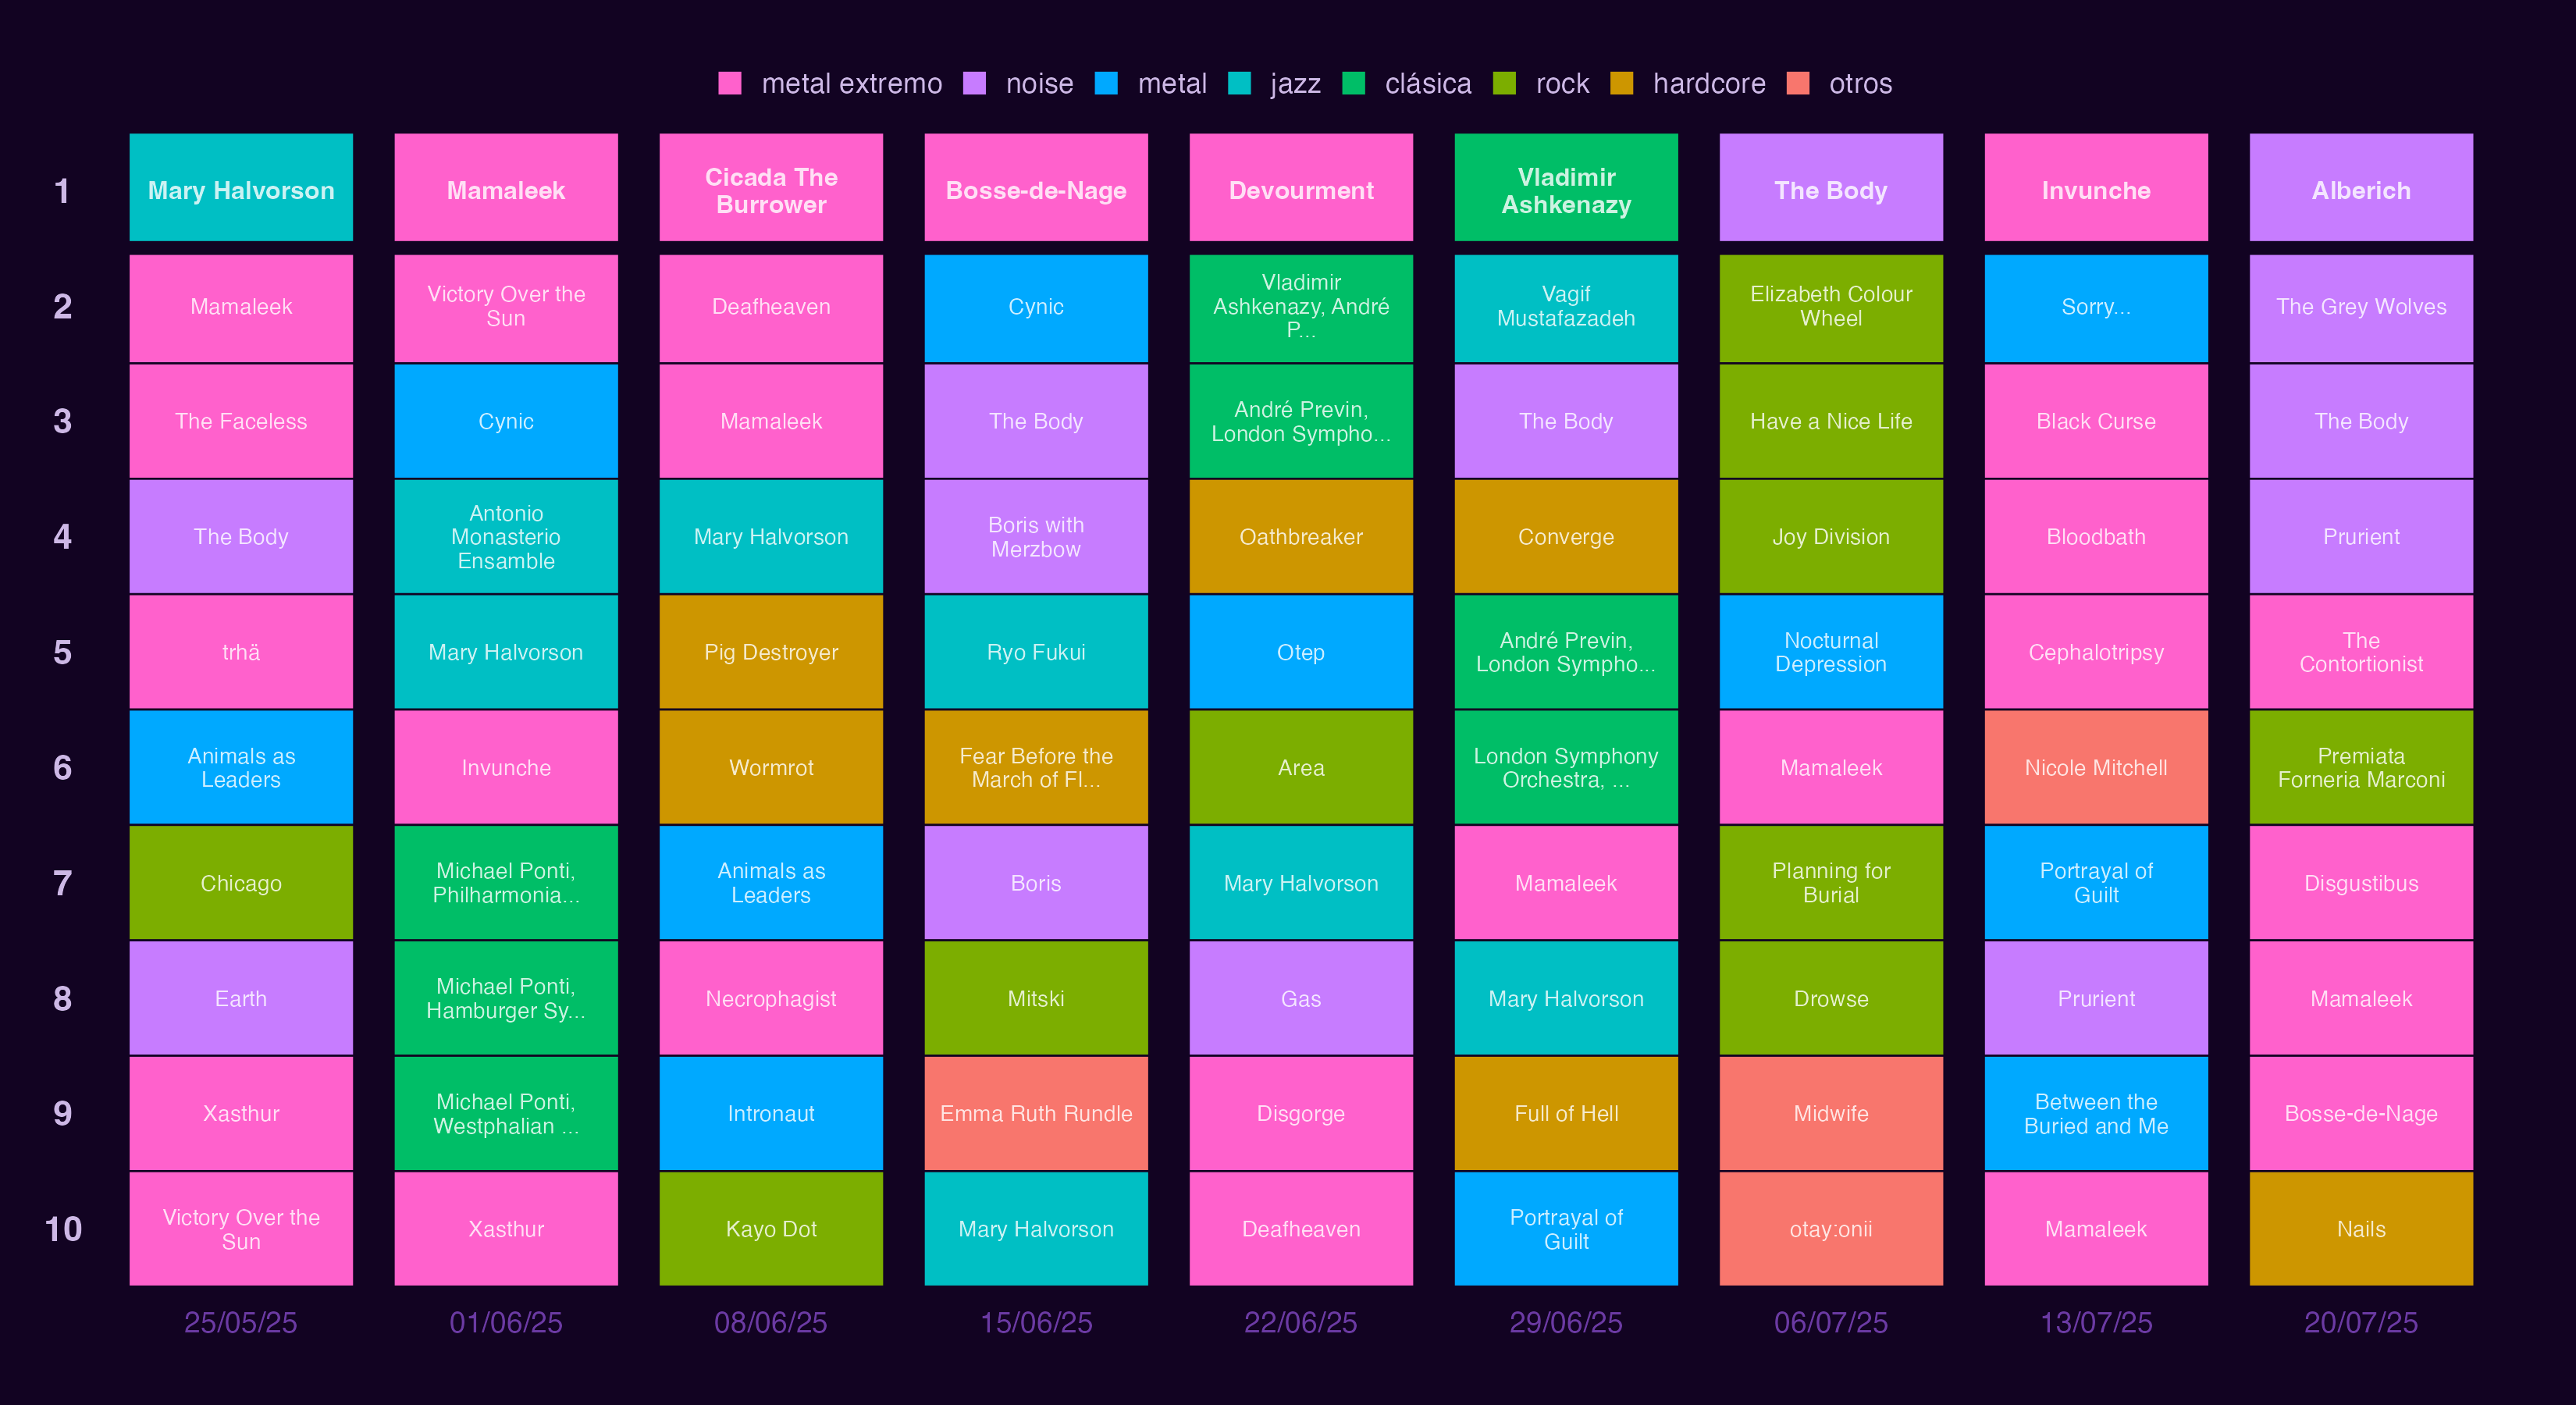 metal extremo noise metal jazz clásica rock hardcore otros
1
Mary Halvorson
Mamaleek
Cicada The
Burrower
Bosse-de-Nage
Devourment
Vladimir
Ashkenazy
The Body
Invunche
Alberich
2
Mamaleek
Victory Over the
Sun
Deafheaven
Cynic
Vladimir
Ashkenazy, André
P...
Vagif
Mustafazadeh
Elizabeth Colour
Wheel
Sorry...
The Grey Wolves
3
The Faceless
Cynic
Mamaleek
The Body
André Previn,
London Sympho...
The Body
Have a Nice Life
Black Curse
The Body
4
The Body
Antonio
Monasterio
Ensamble
Mary Halvorson
Boris with
Merzbow
Oathbreaker
Converge
Joy Division
Bloodbath
Prurient
5
trhä
Mary Halvorson
Pig Destroyer
Ryo Fukui
Otep
André Previn,
London Sympho...
Nocturnal
Depression
Cephalotripsy
The
Contortionist
6
Animals as
Leaders
Invunche
Wormrot
Fear Before the
March of Fl...
Area
London Symphony
Orchestra, ...
Mamaleek
Nicole Mitchell
Premiata
Forneria Marconi
7
Chicago
Michael Ponti,
Philharmonia...
Animals as
Leaders
Boris
Mary Halvorson
Mamaleek
Planning for
Burial
Portrayal of
Guilt
Disgustibus
8
Earth
Michael Ponti,
Hamburger Sy...
Necrophagist
Mitski
Gas
Mary Halvorson
Drowse
Prurient
Mamaleek
9
Xasthur
Michael Ponti,
Westphalian ...
Intronaut
Emma Ruth Rundle
Disgorge
Full of Hell
Midwife
Between the
Buried and Me
Bosse-de-Nage
10
Victory Over the
Sun
Xasthur
Kayo Dot
Mary Halvorson
Deafheaven
Portrayal of
Guilt
otay:onii
Mamaleek
Nails
25/05/25 01/06/25 08/06/25 15/06/25 22/06/25 29/06/25 06/07/25 13/07/25 20/07/25